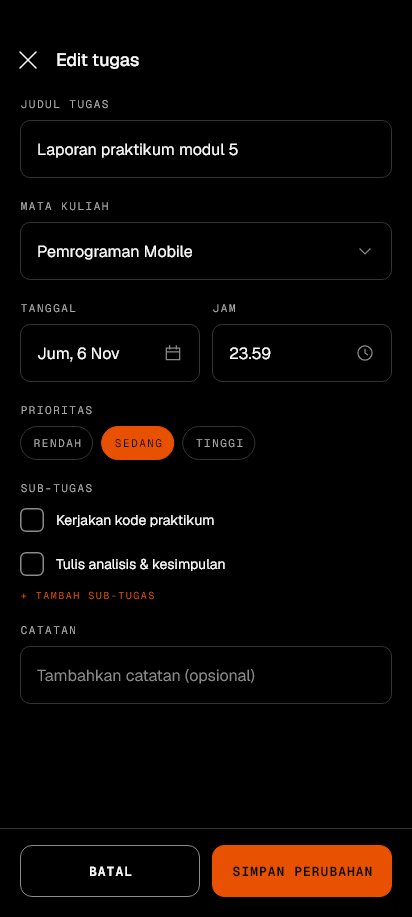 Edit tugas
JUDUL TUGAS
Laporan praktikum modul 5
MATA KULIAH
Pemrograman Mobile
TANGGAL JAM
Jum, 6 Nov 23.59
PRIORITAS
RENDAH SEDANG TINGGI
SUB-TUGAS
Kerjakan kode praktikum
Tulis analisis & kesimpulan
+ TAMBAH SUB-TUGAS
CATATAN
Tambahkan catatan (opsional)
BATAL SIMPAN PERUBAHAN